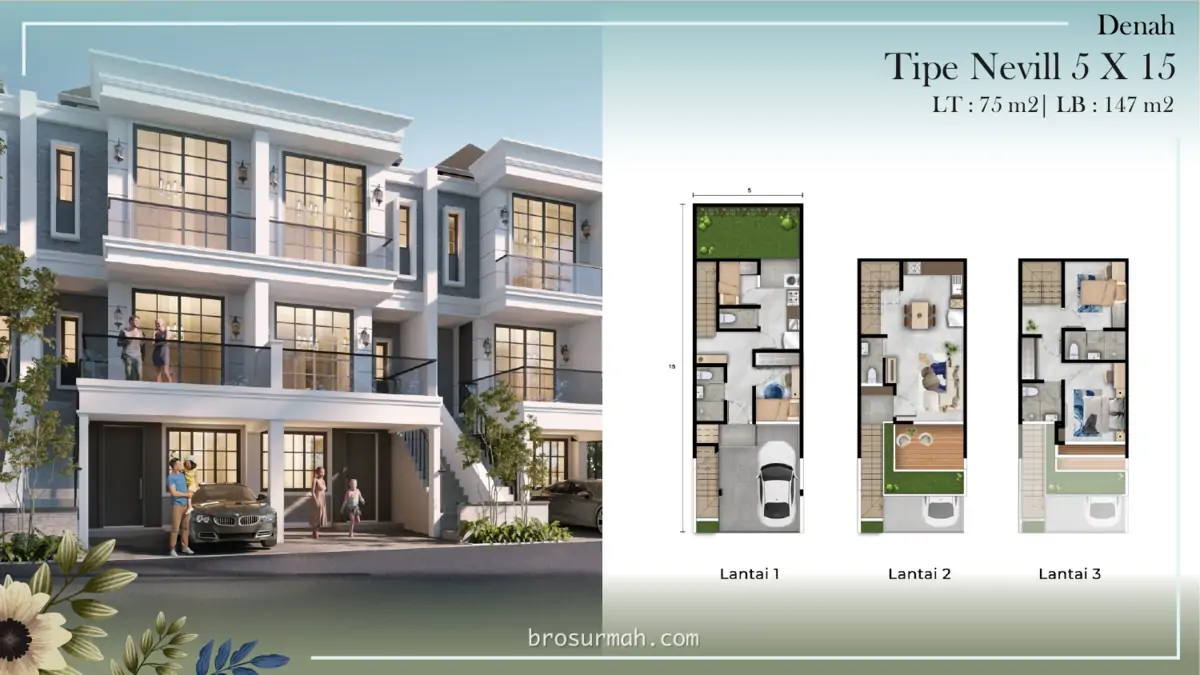 Denah
Tipe Nevill 5 X 15
LT : 75 m2| LB : 147 m2
5
15
Lantai 1
Lantai 2
Lantai 3
brosurmah.com